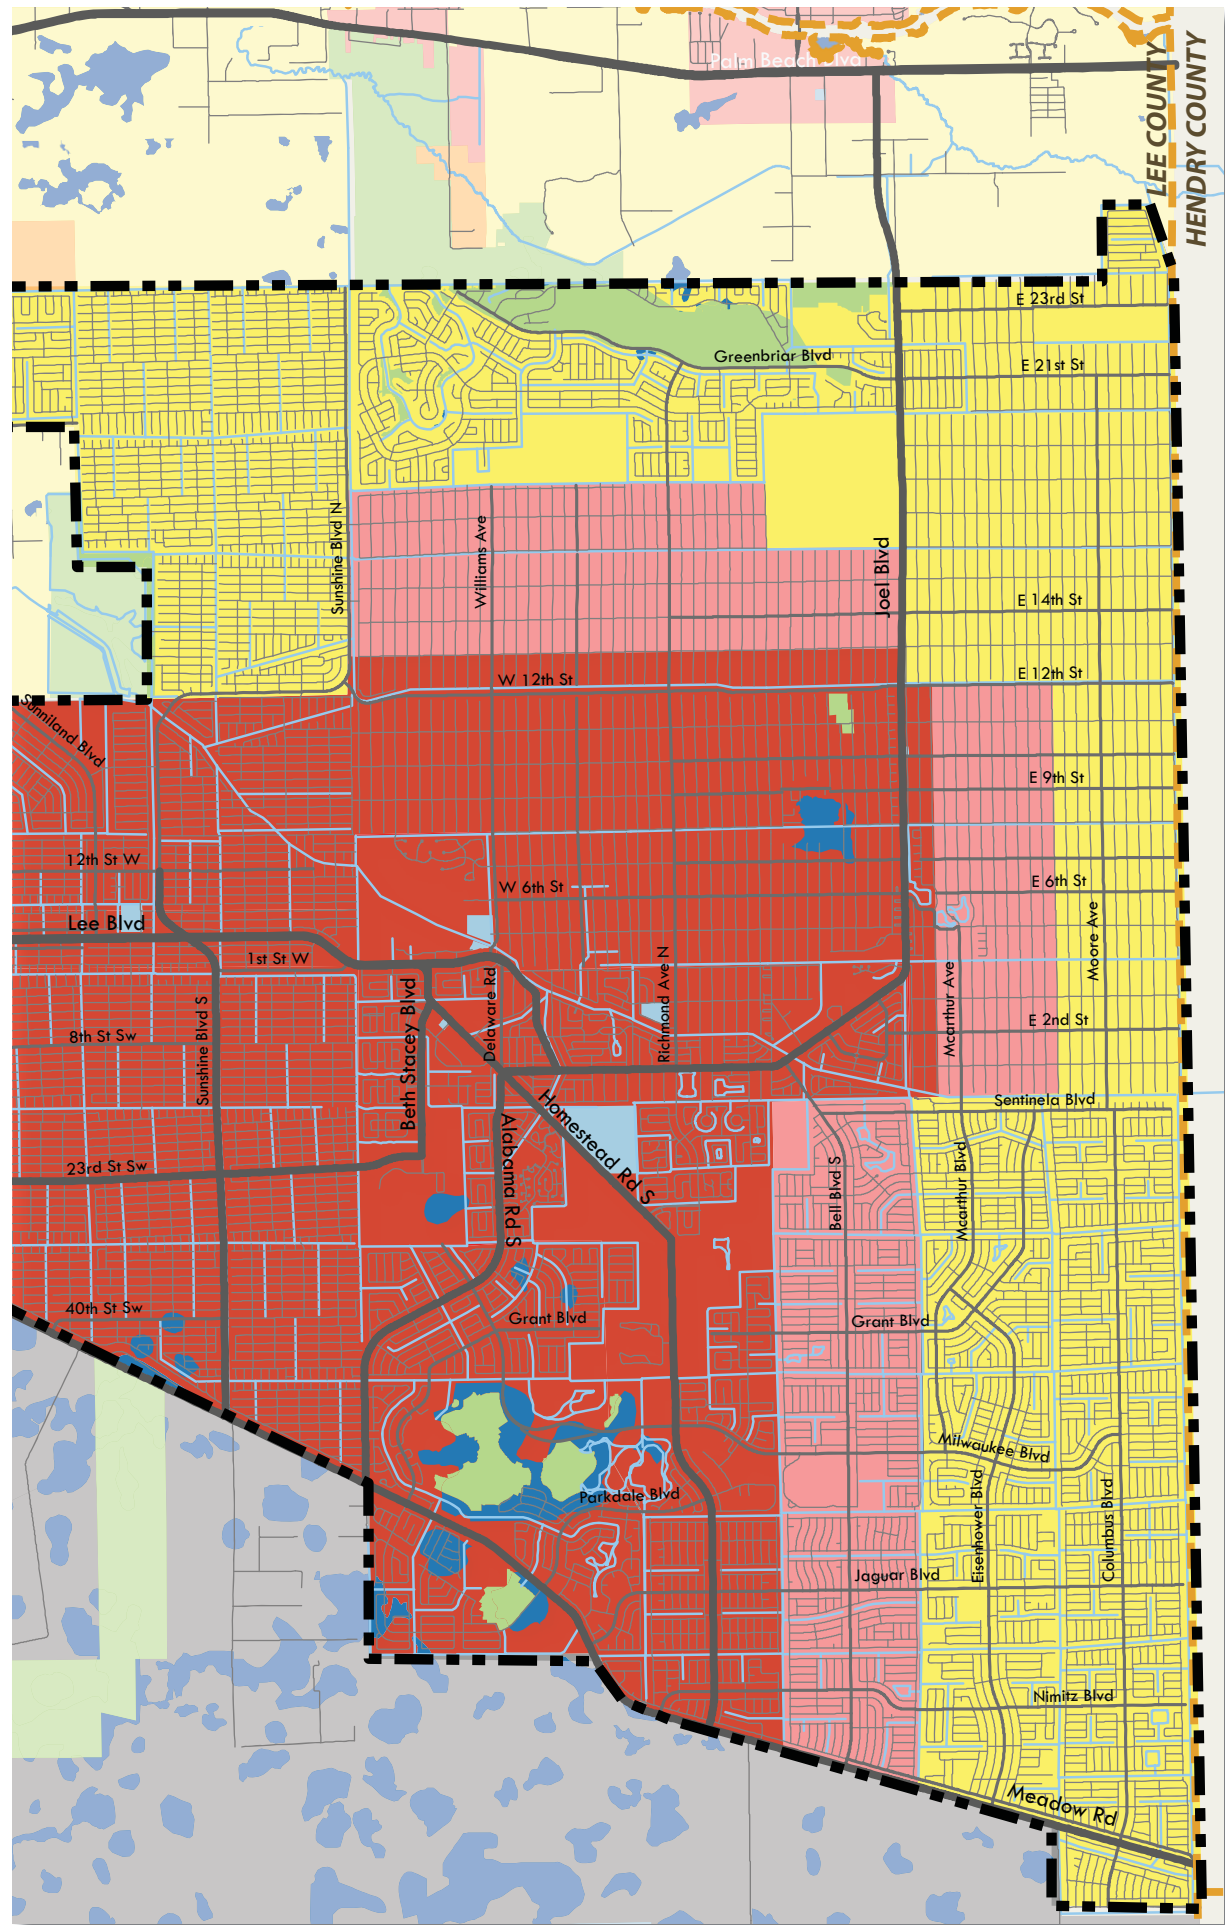 Palm Beach Blvd
LEE COUNTY
HENDRY COUNTY
E 23rd St
Greenbriar Blvd
E 21st St
Sunshine Blvd N
Williams Ave
Joel Blvd
E 14th St
W 12th St
E 12th St
Sunniland Blvd
E 9th St
12th St W
W 6th St
E 6th St
Lee Blvd
1st St W
Moore Ave
Richmond Ave N
Delaware Rd
Beth Stacey Blvd
Mcarthur Ave
8th St Sw
Sunshine Blvd S
E 2nd St
Sentinela Blvd
Homestead Rd S
Alabama Rd S
23rd St Sw
Bell Blvd S
Mcarthur Blvd
40th St Sw
Grant Blvd
Grant Blvd
Milwaukee Blvd
Parkdale Blvd
Eisenhower Blvd
Columbus Blvd
Jaguar Blvd
Nimitz Blvd
Meadow Rd